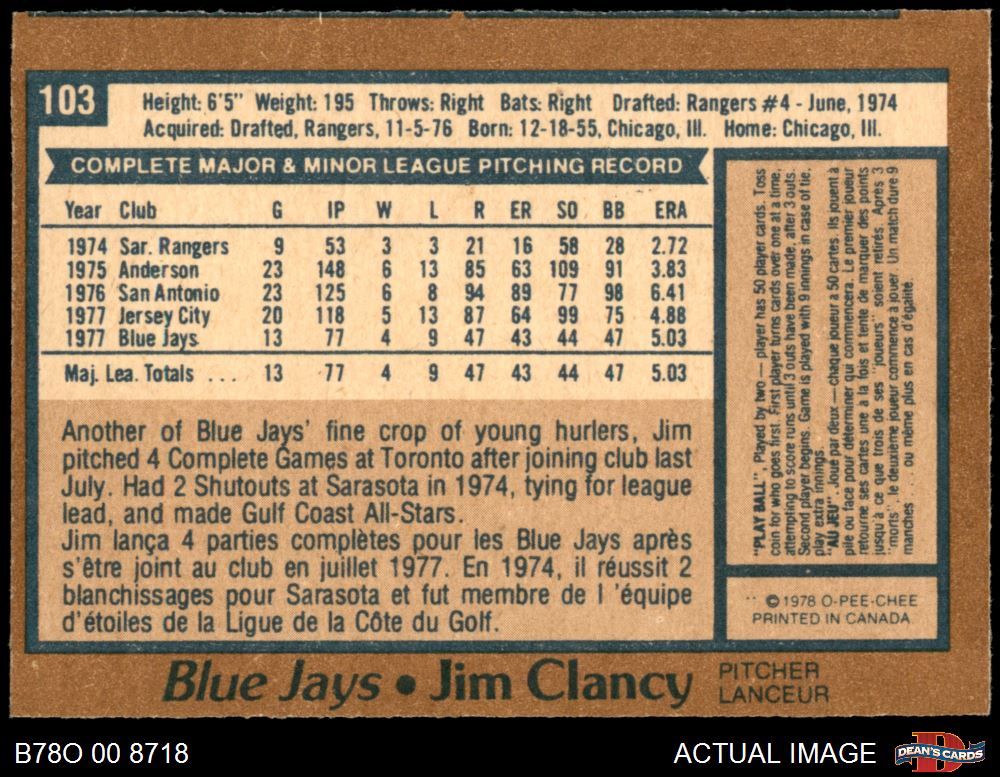 103
Height: 6'5" Weight: 195 Throws: Right Bats: Right Drafted: Rangers #4 - June, 1974
Acquired: Drafted, Rangers, 11-5-76 Born: 12-18-55, Chicago, Ill. Home: Chicago, Ill.
COMPLETE MAJOR & MINOR LEAGUE PITCHING RECORD
Year Club G IP W L R ER SO BB ERA
1974 Sar. Rangers 9 53 3 3 21 16 58 28 2.72
1975 Anderson 23 148 6 13 85 63 109 91 3.83
1976 San Antonio 23 125 6 8 94 89 77 98 6.41
1977 Jersey City 20 118 5 13 87 64 99 75 4.88
1977 Blue Jays 13 77 4 9 47 43 44 47 5.03
Maj. Lea. Totals ... 13 77 4 9 47 43 44 47 5.03
Another of Blue Jays' fine crop of young hurlers, Jim
pitched 4 Complete Games at Toronto after joining club last
July. Had 2 Shutouts at Sarasota in 1974, tying for league
lead, and made Gulf Coast All-Stars.
Jim lança 4 parties complètes pour les Blue Jays après
s'être joint au club en juillet 1977. En 1974, il réussit 2
blanchissages pour Sarasota et fut membre de l 'équipe
d'étoiles de la Ligue de la Côte du Golf.
"PLAY BALL". Played by two — player has 50 player cards. Toss
coin for who goes first. First player turns cards over one at a time,
attempting to score runs until 3 outs have been made, after 3 outs.
Second player begins. Game is played with 9 innings in case of tie.
play extra innings.
"AU JEU". Joué par deux — chaque joueur a 50 cartes. Ils jouent à
pile ou face pour déterminer qui commencera. Le premier joueur
retourne ses cartes une à la fois et tente de marquer des points
jusqu'à ce que trois de ses "joueurs" soient retirés. Après 3
"morts", le deuxième joueur commence à jouer. Un match dure 9
manches . . . ou même plus en cas d'égalité.
© 1978 O-PEE-CHEE
PRINTED IN CANADA
Blue Jays • Jim Clancy PITCHER
LANCEUR
B78O 00 8718
ACTUAL IMAGE
DEAN'S CARDS